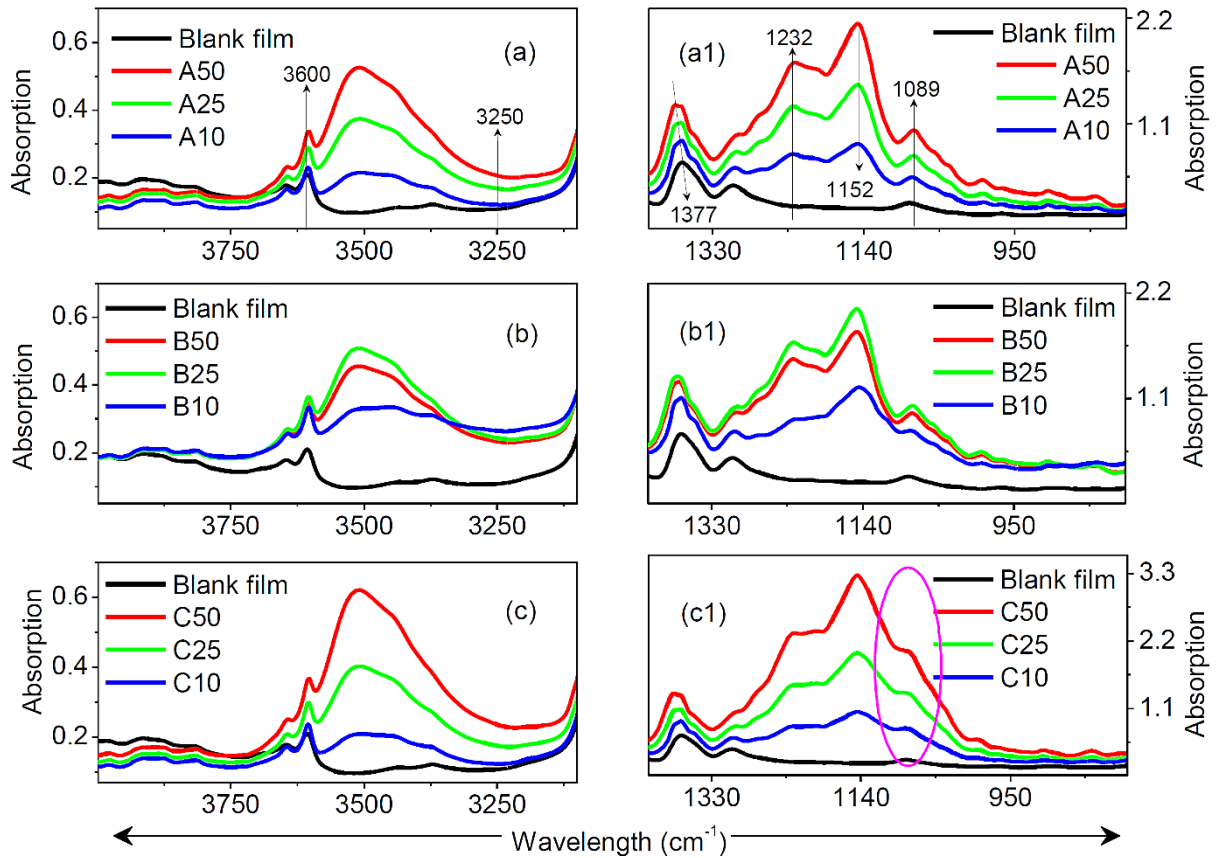 0.6
0.4
0.2
Absorption
Blank film
A50
A25
A10
3600
3250
(a)
3750
3500
3250
(a1)
1232
1152
1089
1377
Blank film
A50
A25
A10
2.2
1.1
Absorption
1330
1140
950
0.6
0.4
0.2
Absorption
Blank film
B50
B25
B10
(b)
3750
3500
3250
(b1)
Blank film
B50
B25
B10
2.2
1.1
Absorption
1330
1140
950
0.6
0.4
0.2
Absorption
Blank film
C50
C25
C10
(c)
3750
3500
3250
(c1)
Blank film
C50
C25
C10
3.3
2.2
1.1
Absorption
1330
1140
950
Wavelength (cm⁻¹)